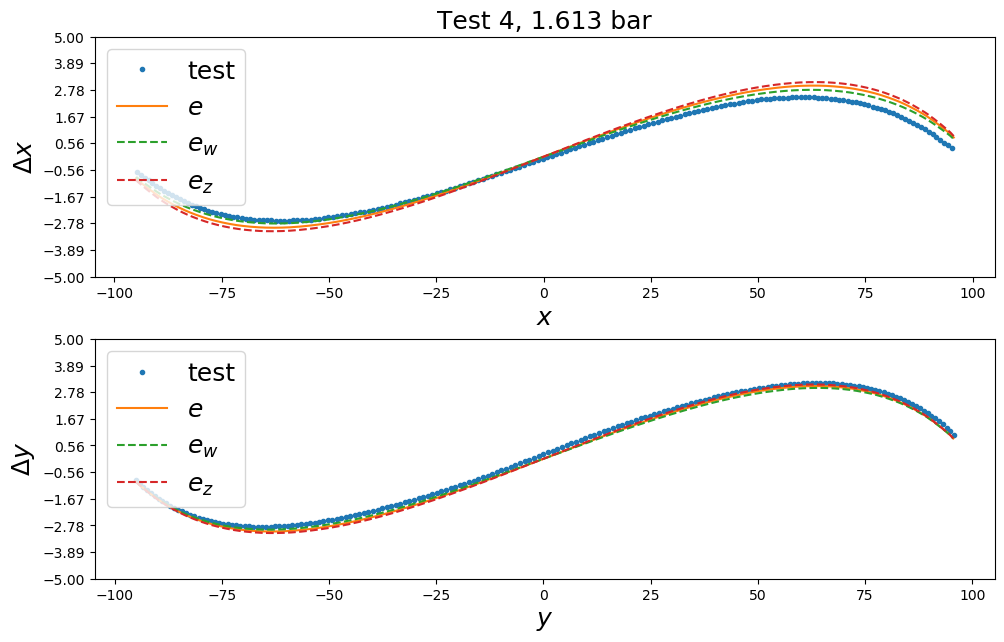 Test 4, 1.613 bar
5.00
3.89
2.78
1.67
0.56
−0.56
−1.67
−2.78
−3.89
−5.00
Δx
test
e
e_w
e_z
−100 −75 −50 −25 0 25 50 75 100
x
5.00
3.89
2.78
1.67
0.56
−0.56
−1.67
−2.78
−3.89
−5.00
Δy
test
e
e_w
e_z
−100 −75 −50 −25 0 25 50 75 100
y